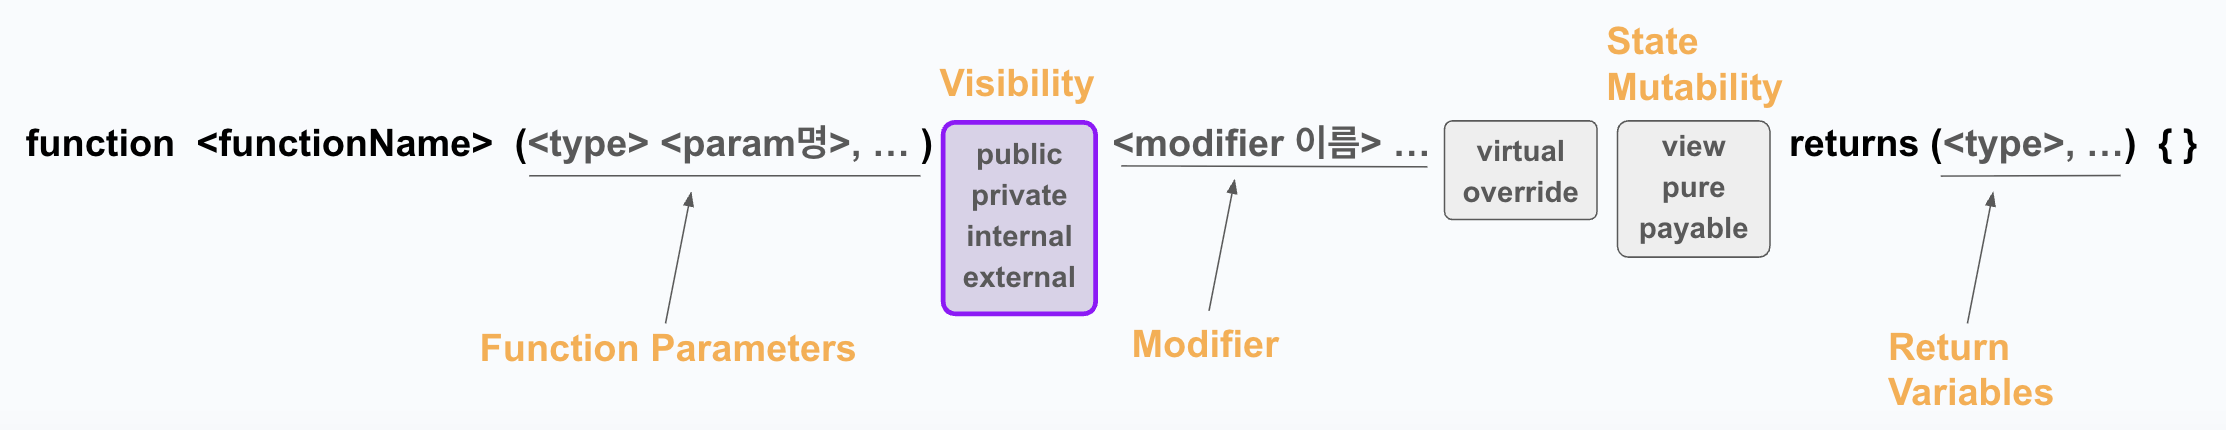 State
Mutability
Visibility
function <functionName> (<type> <param명>, ... ) <modifier 이름> ... returns (<type>, ...) { }
public
private
internal
external
virtual
override
view
pure
payable
Function Parameters
Modifier
Return
Variables